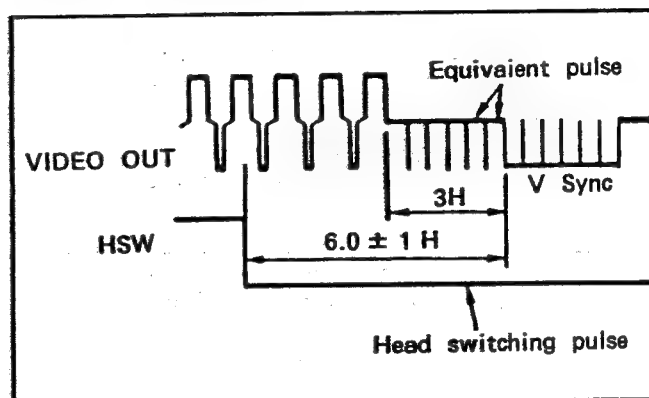 Equivaient pulse
VIDEO OUT
V Sync
3H
HSW
6.0 ± 1 H
Head switching pulse